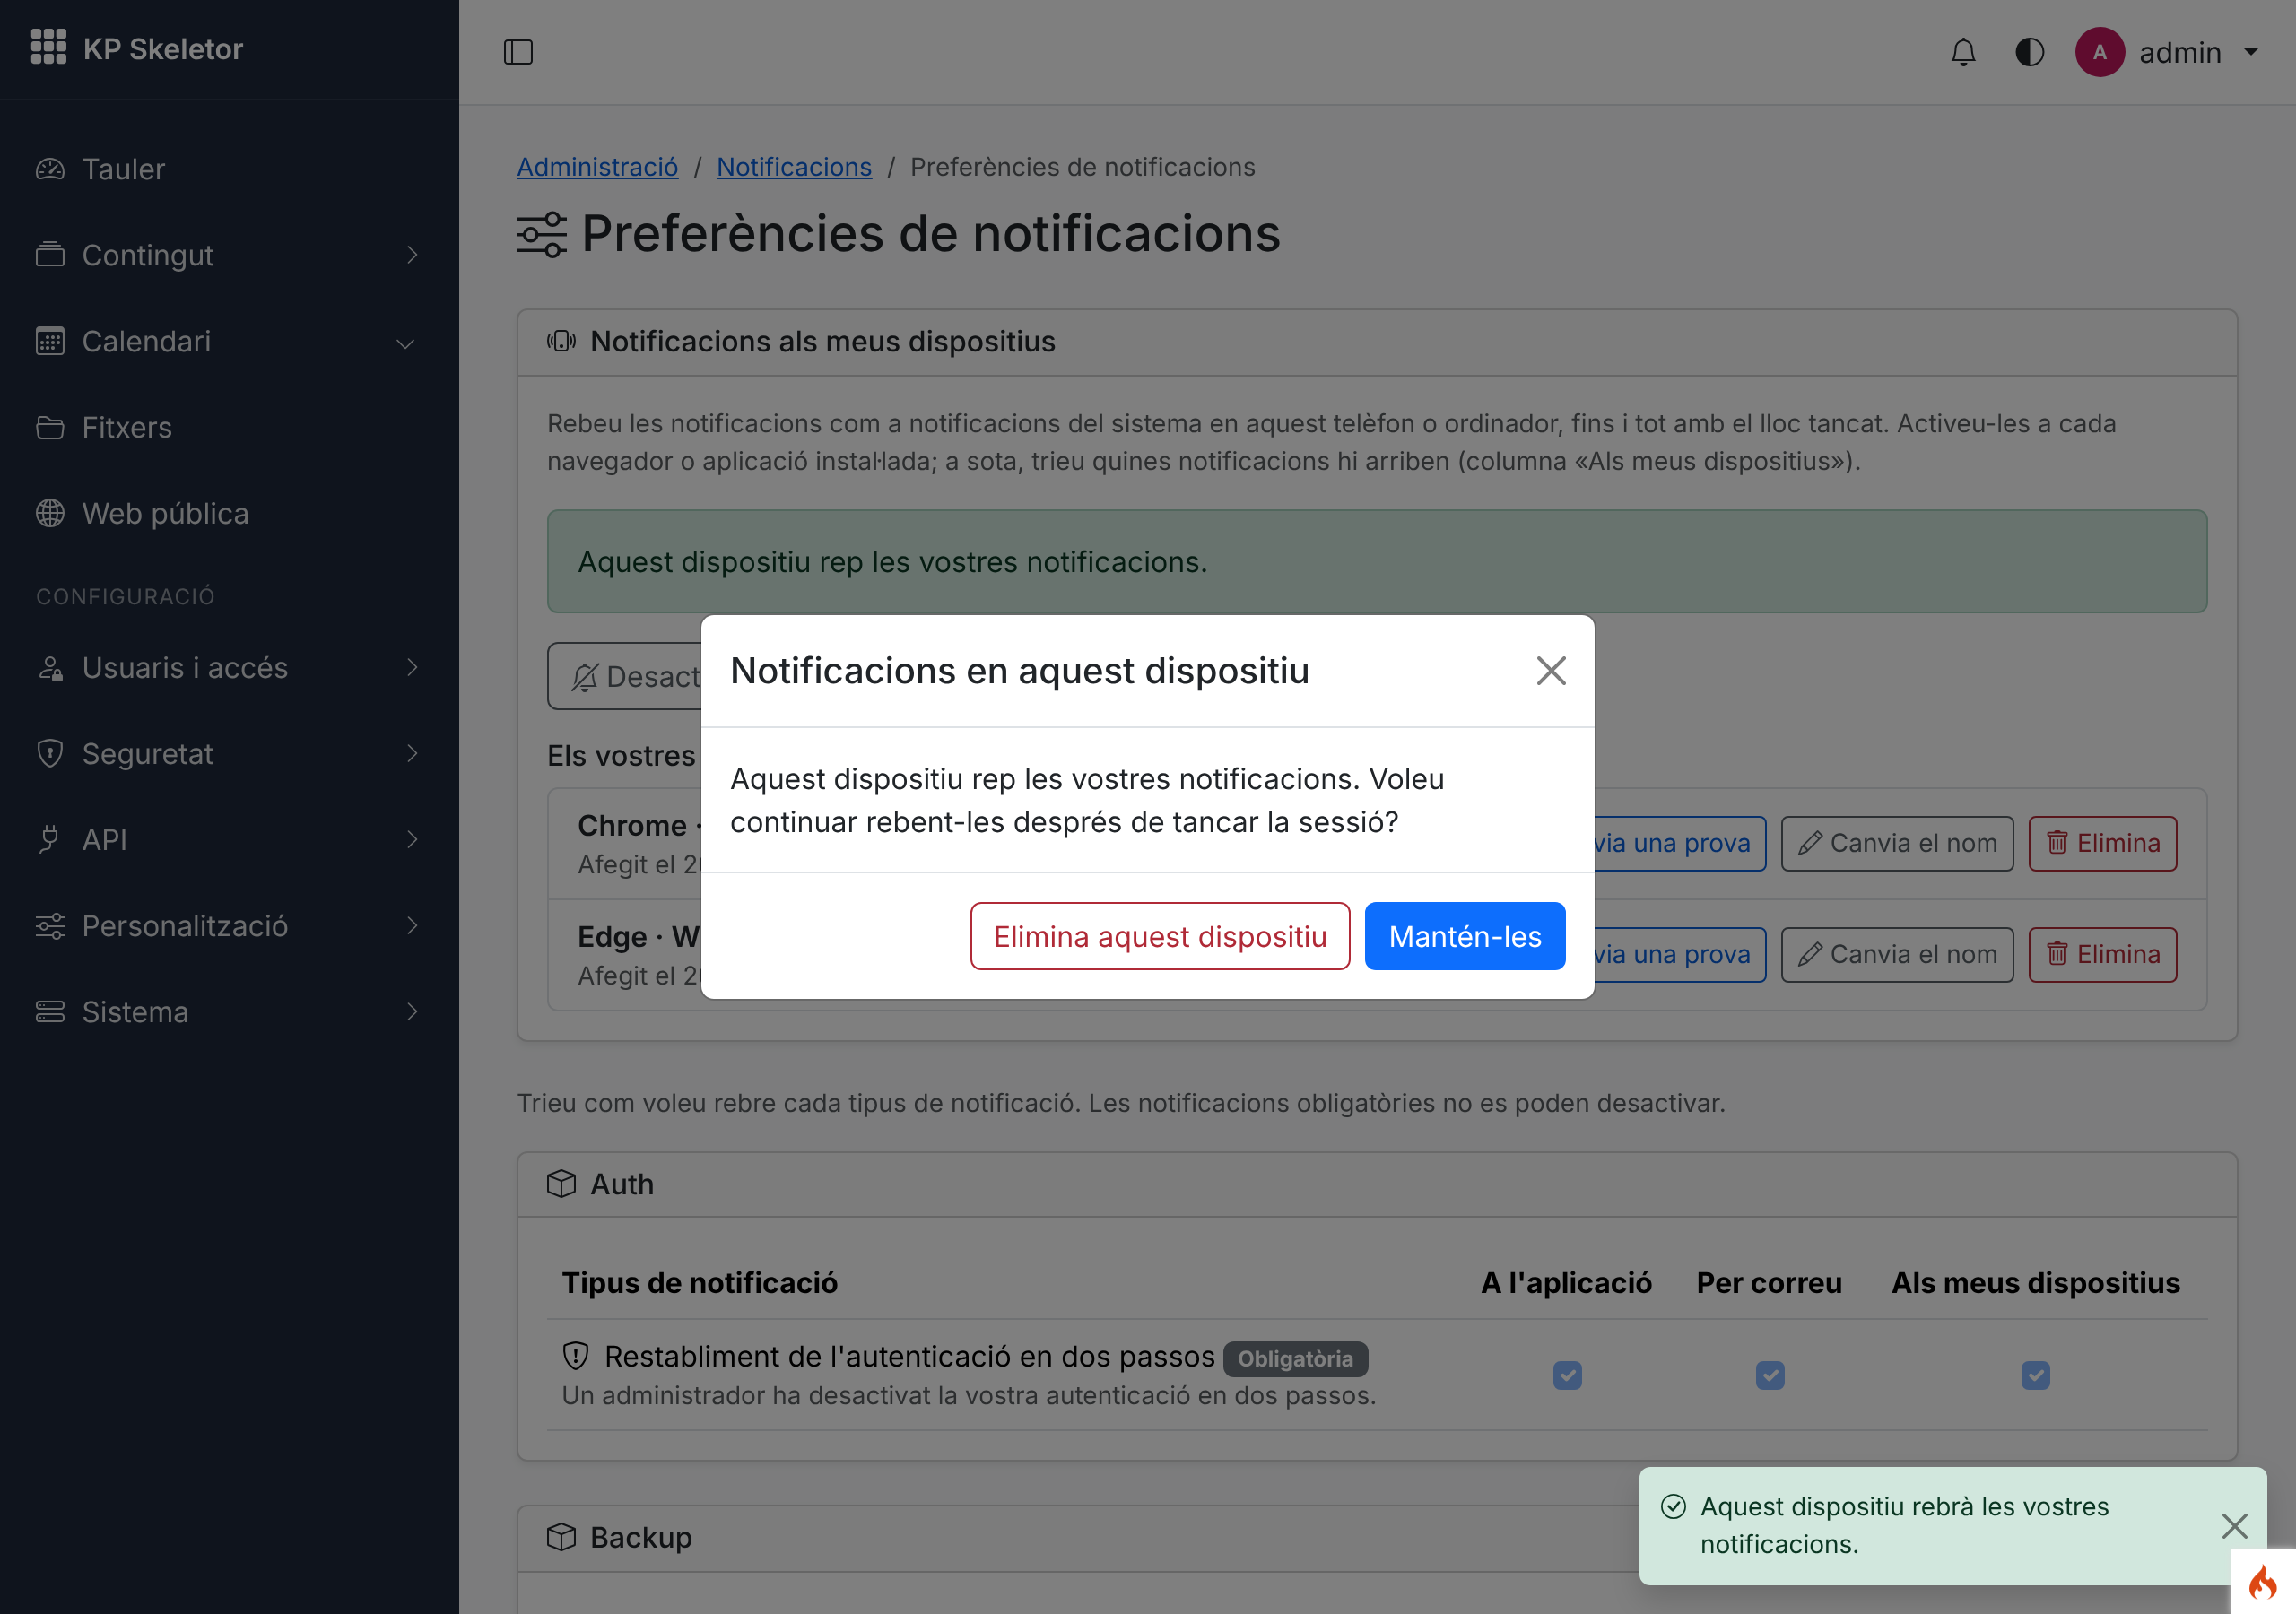 KP Skeletor
admin
A
Tauler
Contingut
Calendari
Fitxers
Web pública
CONFIGURACIÓ
Usuaris i accés
Seguretat
API
Personalització
Sistema
Administració / Notificacions / Preferències de notificacions
Preferències de notificacions
Notificacions als meus dispositius
Rebeu les notificacions com a notificacions del sistema en aquest telèfon o ordinador, fins i tot amb el lloc tancat. Activeu-les a cada
navegador o aplicació instal·lada; a sota, trieu quines notificacions hi arriben (columna «Als meus dispositius»).
Aquest dispositiu rep les vostres notificacions.
Notificacions en aquest dispositiu
Aquest dispositiu rep les vostres notificacions. Voleu
continuar rebent-les després de tancar la sessió?
Elimina aquest dispositiu
Mantén-les
Els vostres
Chrome ·
Afegit el
una prova
Canvia el nom
Elimina
Edge ·
Afegit el
una prova
Canvia el nom
Elimina
Trieu com voleu rebre cada tipus de notificació. Les notificacions obligatòries no es poden desactivar.
Auth
Tipus de notificació
A l'aplicació
Per correu
Als meus dispositius
Restabliment de l'autenticació en dos passos
Obligatòria
Un administrador ha desactivat la vostra autenticació en dos passos.
Backup
Aquest dispositiu rebrà les vostres
notificacions.